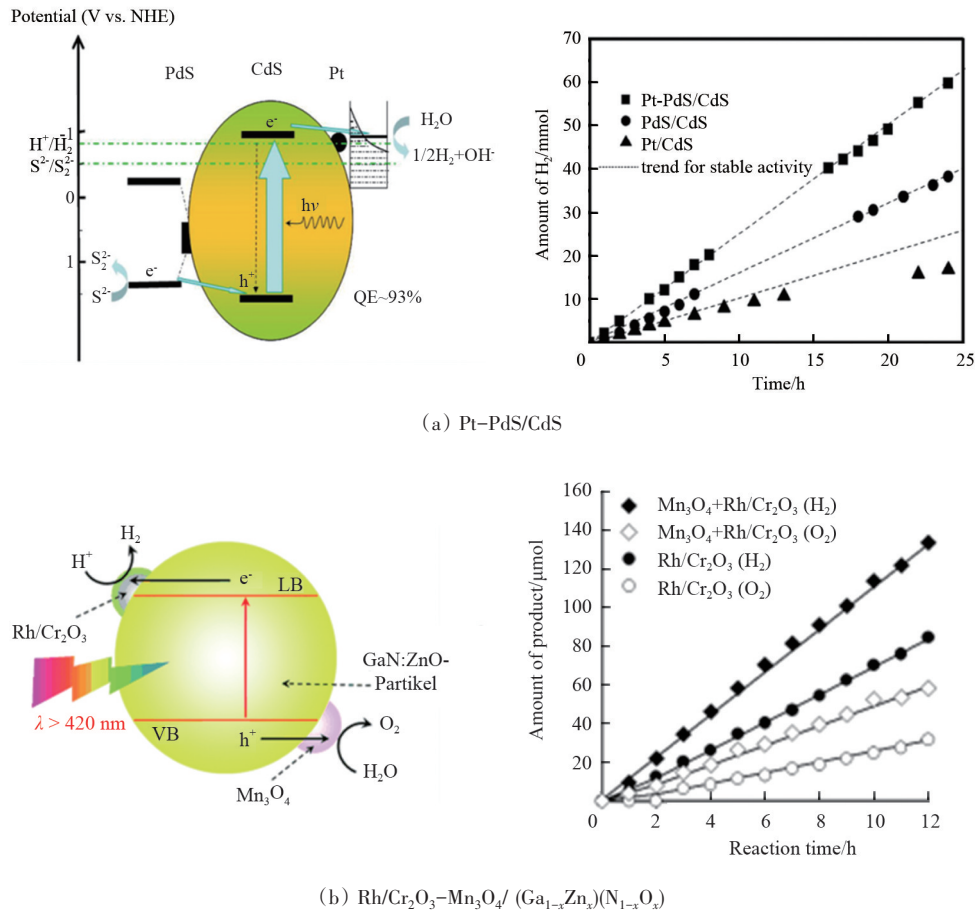 Potential (V vs. NHE)
PdS
CdS
Pt
-1
H⁺/H₂
S²⁻/S₂²⁻
0
1
e⁻
H₂O
1/2H₂+OH⁻
hν
S₂²⁻
e⁻
S²⁻
h⁺
QE~93%
Amount of H₂/mmol
70
60
50
40
30
20
10
Pt-PdS/CdS
PdS/CdS
Pt/CdS
trend for stable activity
0
5
10
15
20
25
Time/h
(a) Pt-PdS/CdS
H₂
H⁺
e⁻
LB
Rh/Cr₂O₃
GaN:ZnO-
Partikel
λ > 420 nm
VB
h⁺
O₂
H₂O
Mn₃O₄
Amount of product/μmol
160
140
120
100
80
60
40
20
Mn₃O₄+Rh/Cr₂O₃ (H₂)
Mn₃O₄+Rh/Cr₂O₃ (O₂)
Rh/Cr₂O₃ (H₂)
Rh/Cr₂O₃ (O₂)
0
2
4
6
8
10
12
Reaction time/h
(b) Rh/Cr₂O₃-Mn₃O₄/ (Ga₁₋ₓZnₓ)(N₁₋ₓOₓ)